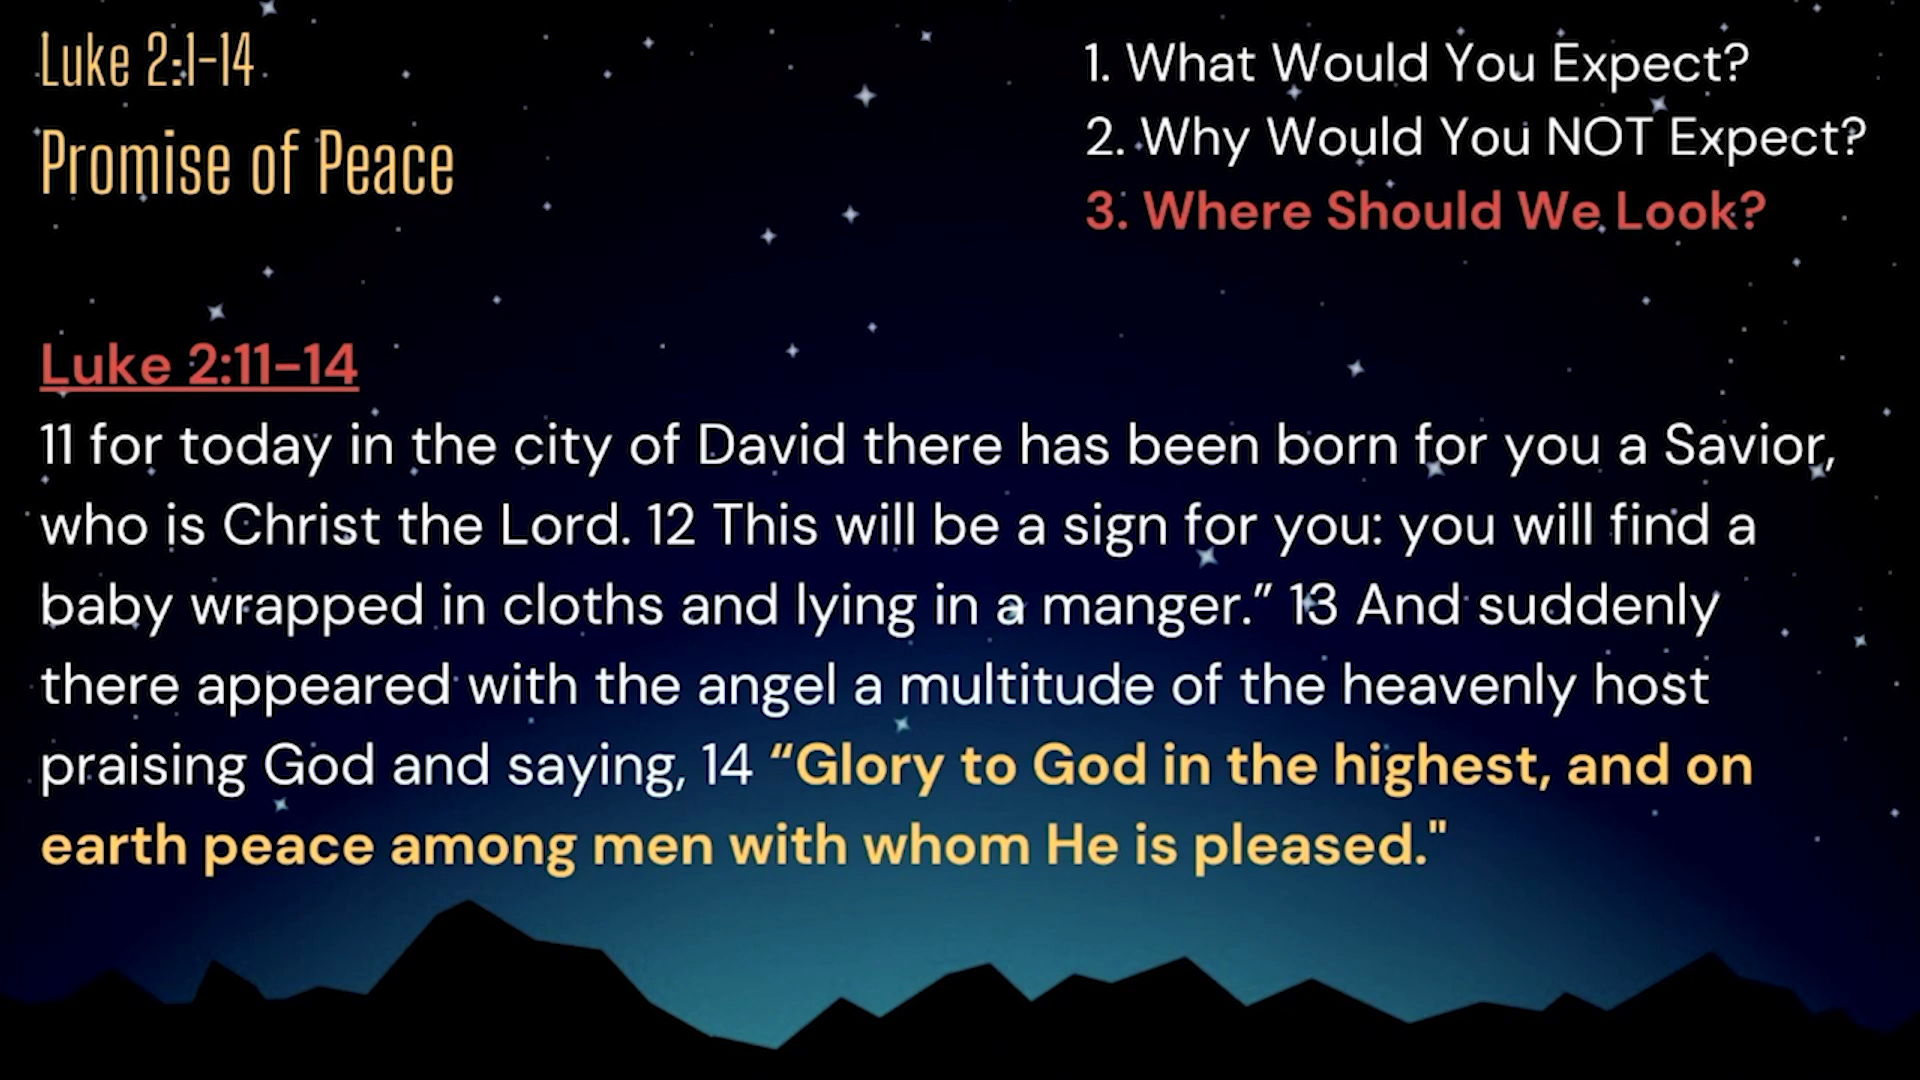 Luke 2:1-14
Promise of Peace
1. What Would You Expect?
2. Why Would You NOT Expect?
3. Where Should We Look?
Luke 2:11-14
11 for today in the city of David there has been born for you a Savior,
who is Christ the Lord. 12 This will be a sign for you: you will find a
baby wrapped in cloths and lying in a manger.” 13 And suddenly
there appeared with the angel a multitude of the heavenly host
praising God and saying, 14 “Glory to God in the highest, and on
earth peace among men with whom He is pleased."